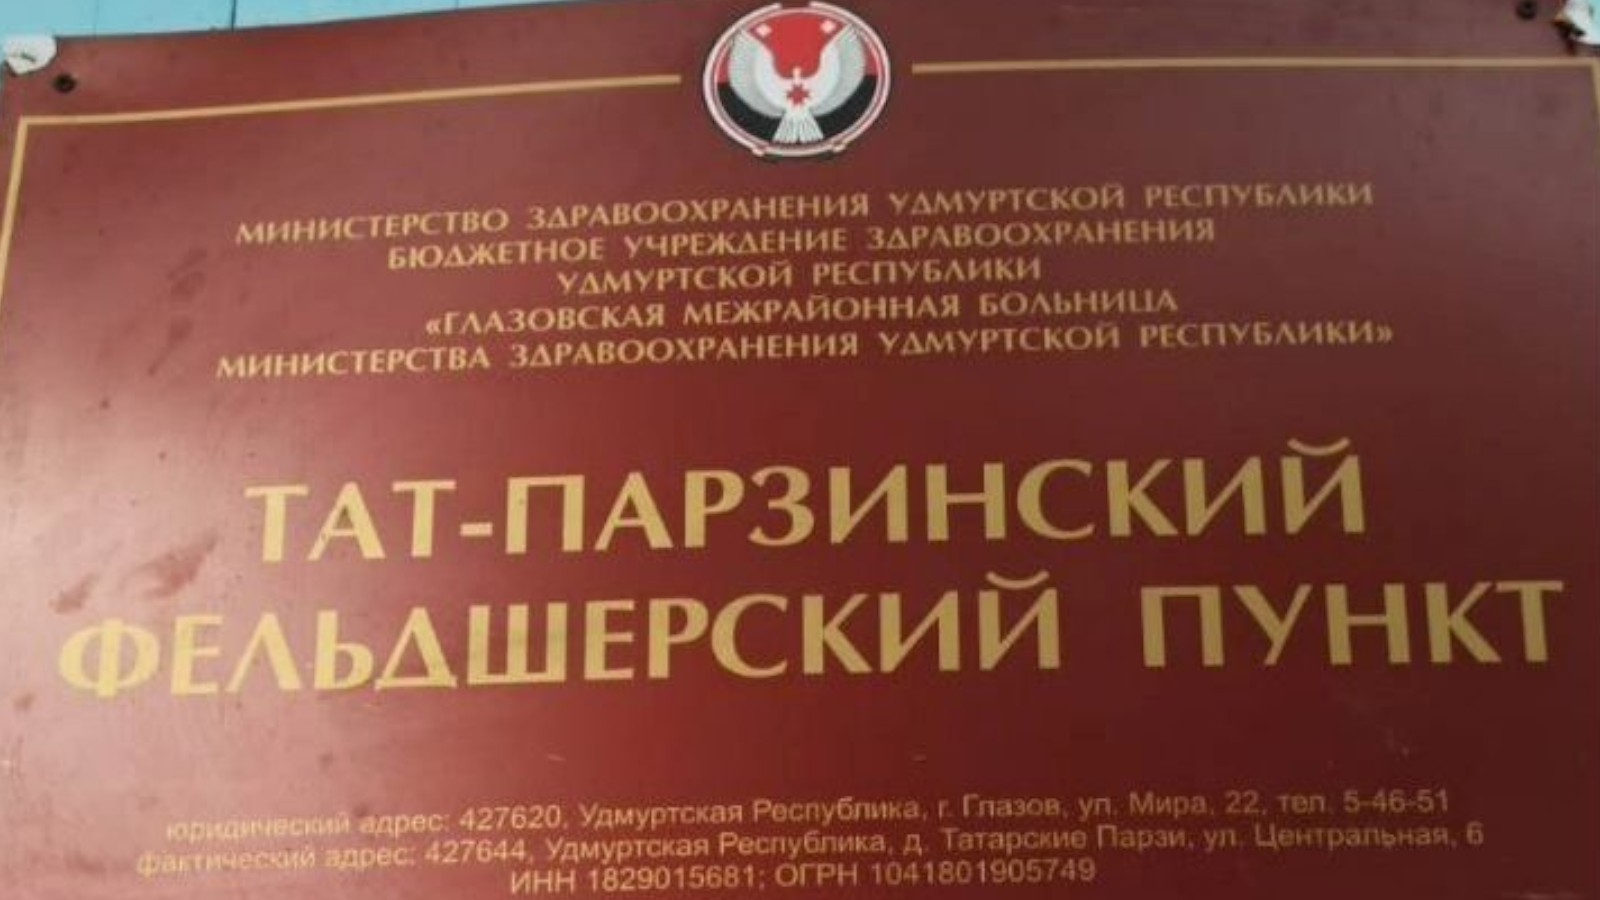 МИНИСТЕРСТВО ЗДРАВООХРАНЕНИЯ УДМУРТСКОЙ РЕСПУБЛИКИ
БЮДЖЕТНОЕ УЧРЕЖДЕНИЕ ЗДРАВООХРАНЕНИЯ
УДМУРТСКОЙ РЕСПУБЛИКИ
«ГЛАЗОВСКАЯ МЕЖРАЙОННАЯ БОЛЬНИЦА
МИНИСТЕРСТВА ЗДРАВООХРАНЕНИЯ УДМУРТСКОЙ РЕСПУБЛИКИ»
ТАТ-ПАРЗИНСКИЙ
ФЕЛЬДШЕРСКИЙ ПУНКТ
юридический адрес: 427620, Удмуртская Республика, г. Глазов, ул. Мира, 22, тел. 5-46-51
фактический адрес: 427644, Удмуртская Республика, д. Татарские Парзи, ул. Центральная, 6
ИНН 1829015681; ОГРН 1041801905749